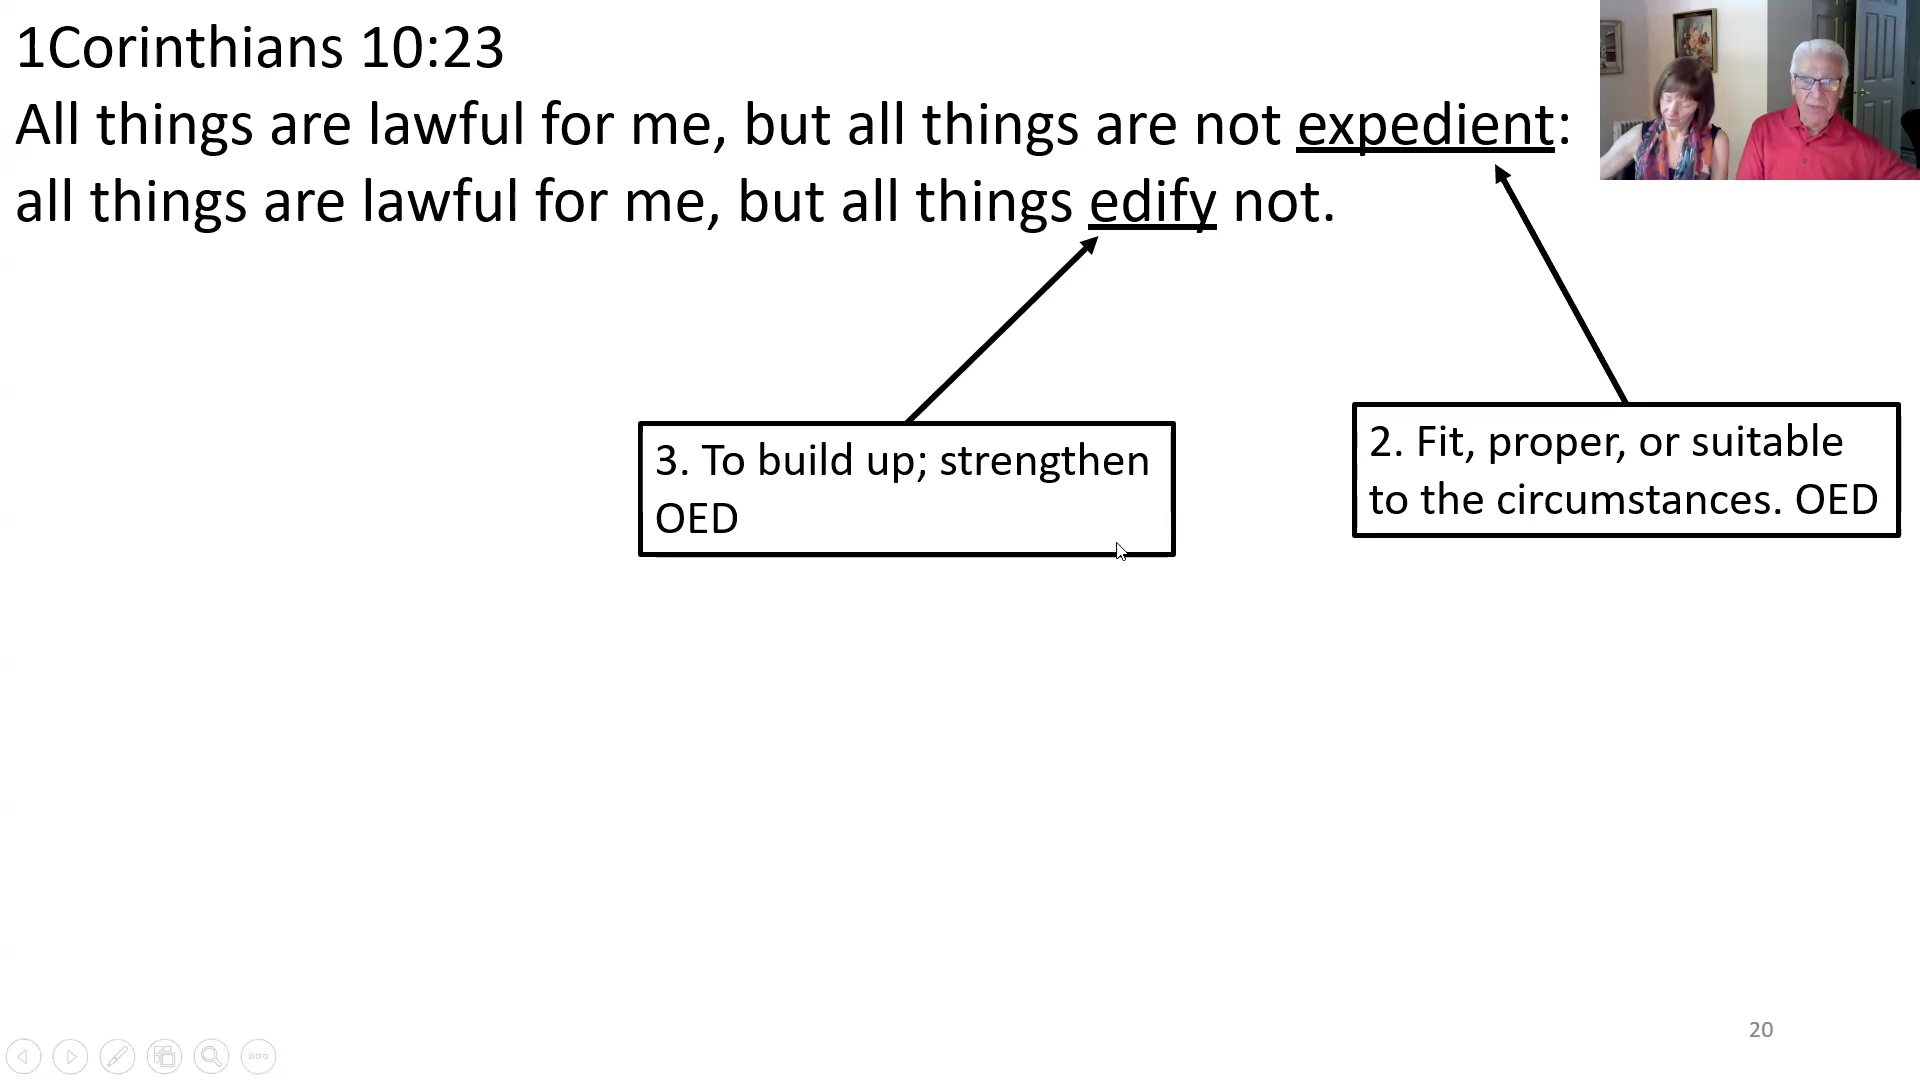 1Corinthians 10:23
All things are lawful for me, but all things are not expedient:
all things are lawful for me, but all things edify not.
3. To build up; strengthen
OED
2. Fit, proper, or suitable
to the circumstances. OED
20